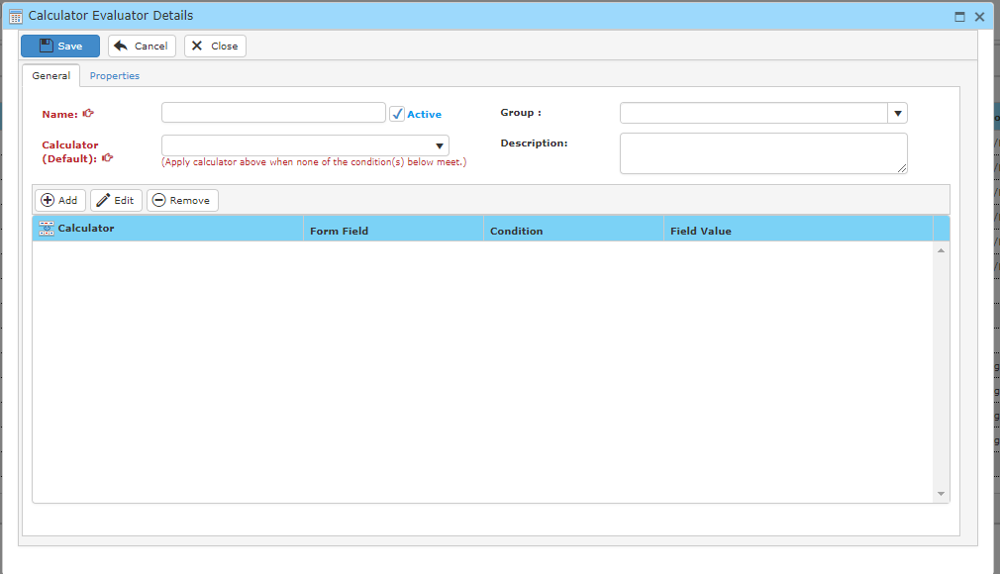 Calculator Evaluator Details
Save Cancel Close
General Properties
Name: Active Group :
Calculator
(Default): Description:
(Apply calculator above when none of the condition(s) below meet.)
Add Edit Remove
Calculator Form Field Condition Field Value